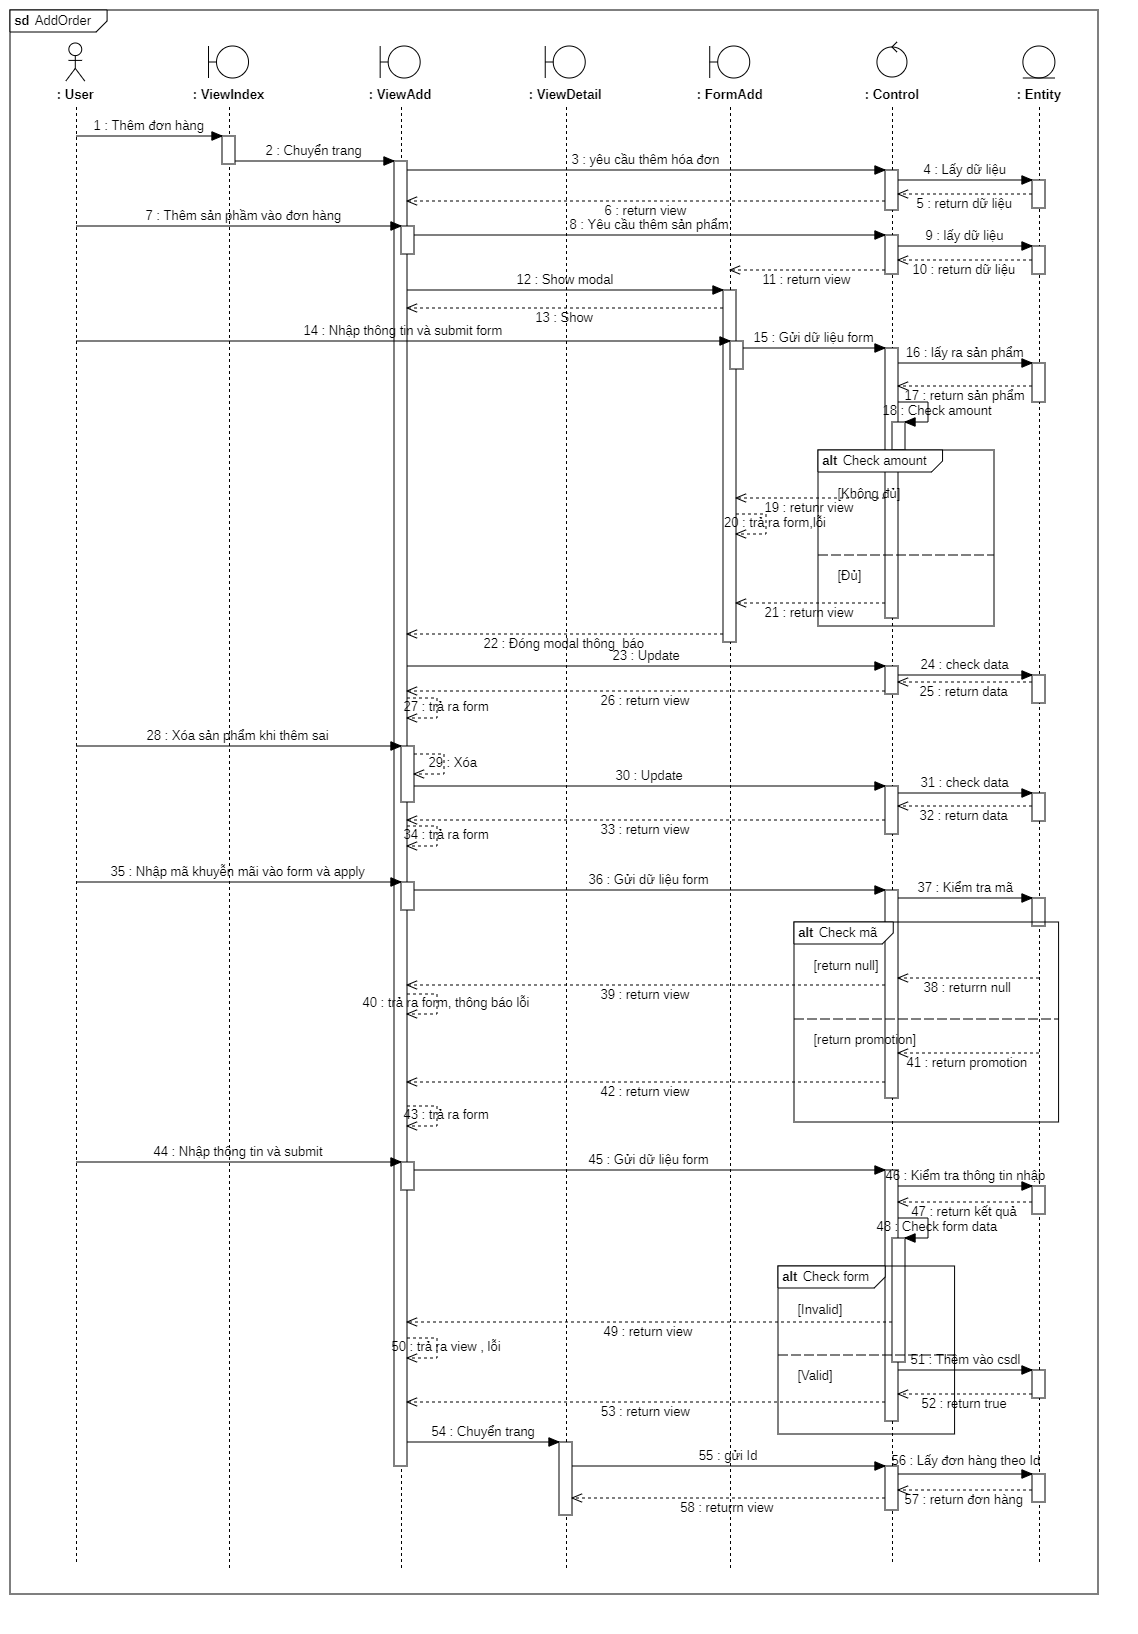 sd AddOrder
: User
: ViewIndex
: ViewAdd
: ViewDetail
: FormAdd
: Control
: Entity
1 : Thêm đơn hàng
2 : Chuyển trang
3 : yêu cầu thêm hóa đơn
4 : Lấy dữ liệu
5 : return dữ liệu
6 : return view
7 : Thêm sản phầm vào đơn hàng
8 : Yêu cầu thêm sản phẩm
9 : lấy dữ liệu
10 : return dữ liệu
11 : return view
12 : Show modal
13 : Show
14 : Nhập thông tin và submit form
15 : Gửi dữ liệu form
16 : lấy ra sản phẩm
17 : return sản phẩm
18 : Check amount
alt Check amount
[Không đủ]
19 : retunr view
20 : trả ra form,lỗi
[Đủ]
21 : return view
22 : Đóng modal thông  báo
23 : Update
24 : check data
25 : return data
26 : return view
27 : trả ra form
28 : Xóa sản phẩm khi thêm sai
29 : Xóa
30 : Update
31 : check data
32 : return data
33 : return view
34 : trả ra form
35 : Nhập mã khuyễn mãi vào form và apply
36 : Gửi dữ liệu form
37 : Kiểm tra mã
alt Check mã
[return null]
38 : returrn null
39 : return view
40 : trả ra form, thông báo lỗi
[return promotion]
41 : return promotion
42 : return view
43 : trả ra form
44 : Nhập thông tin và submit
45 : Gửi dữ liệu form
46 : Kiểm tra thông tin nhập
47 : return kết quả
48 : Check form data
alt Check form
[Invalid]
49 : return view
50 : trả ra view , lỗi
51 : Thêm vào csdl
[Valid]
52 : return true
53 : return view
54 : Chuyển trang
55 : gửi Id
56 : Lấy đơn hàng theo Id
57 : return đơn hàng
58 : returrn view